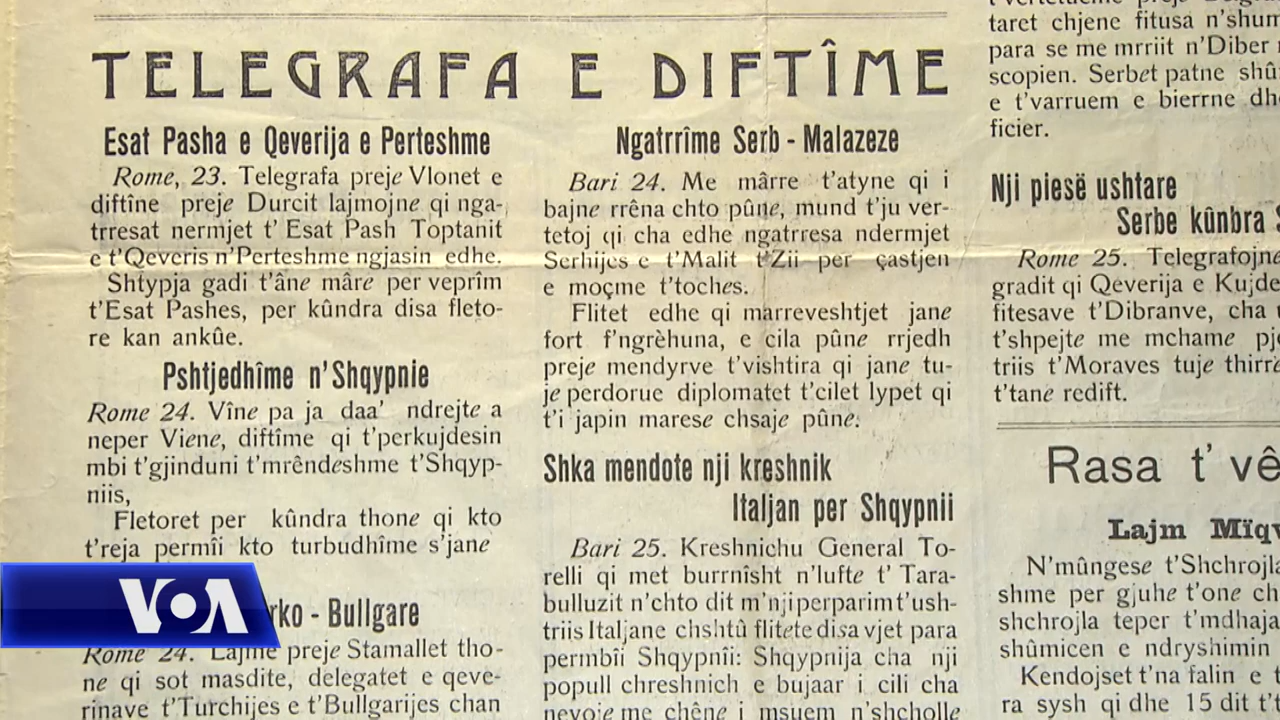 TELEGRAFA E DIFTÎME
Esat Pasha e Qeverija e Perteshme
Rome, 23. Telegrafa preje Vlonet e
diftîne preje Durcit lajmojne qi nga-
trresat nermjet t' Esat Pash Toptanit
e t'Qeveris n'Perteshme ngjasin edhe.
Shtypja gadi t'âne mâre per veprîm
t'Esat Pashes, per kûndra disa fleto-
re kan ankûe.
Pshtjedhîme n'Shqypnie
Rome 24. Vîne pa ja daa' ndrejte a
neper Viene, diftîme qi t'perkujdesin
mbi t'gjinduni t'mrêndeshme t'Shqyp-
niis,
Fletoret per kûndra thone qi kto
t'reja permîi kto turbudhîme s'jane
VOA
rko - Bullgare
Rome 24. Lajme preje Stamallet tho-
ne qi sot masdite, delegatet e qeve-
rinave t'Turchijes e t'Bullgarijes chan
Ngatrrîme Serb - Malazeze
Bari 24. Me mârre t'atyne qi i
bajne rrêna chto pûne, mund t'ju ver-
tetoj qi cha edhe ngatrresa ndermjet
Serhijes e t'Malit t'Zii per çastjen
e moçme t'toches.
Flitet edhe qi marreveshtjet jane
fort f'ngrèhuna, e cila pûne rrjedh
preje mendyrve t'vishtira qi jane tu-
je perdorue diplomatet t'cilet lypet qi
t'i japin marese chsaje pûne.
Shka mendote nji kreshnik
Italjan per Shqypnii
Bari 25. Kreshnichu General To-
relli qi met burrnîsht n'lufte t' Tara-
bulluzit n'chto dit m'njiperparim t'ush-
triis Italjane chshtû flitete disa vjet para
permbîi Shqypnîi: Shqypnija cha nji
popull chreshnich e bujaar i cili cha
nevoje me chêne i msuem n'shcholle
taret chjene fitusa n'shum
para se me mrriit n'Diber
scopien. Serbet patne
e t'varruem e bierrne
ficier.
Nji piesë ushtare
Serbe kûnbra
Rome 25. Telegrafojne
gradit qi Qeverija e
fitesave t'Dibranve, cha
t'shpejte me mchame
triis t'Moraves tuje
t'tane redift.
Rasa t' vê
Lajm
N'mûngese t'Shchrojla
shme per gjuhe t'one
shchrojla teper t'mdhaja
shûmicen e ndryshimin
Kendojset t'na falin e
ra sysh qi dhe 15 dit